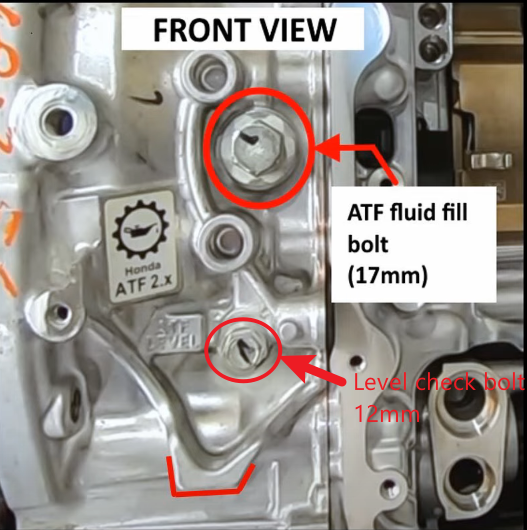 FRONT VIEW
ATF fluid fill
bolt
(17mm)
Honda
ATF 2.x
ATF
LEVEL
Level check bolt
12mm